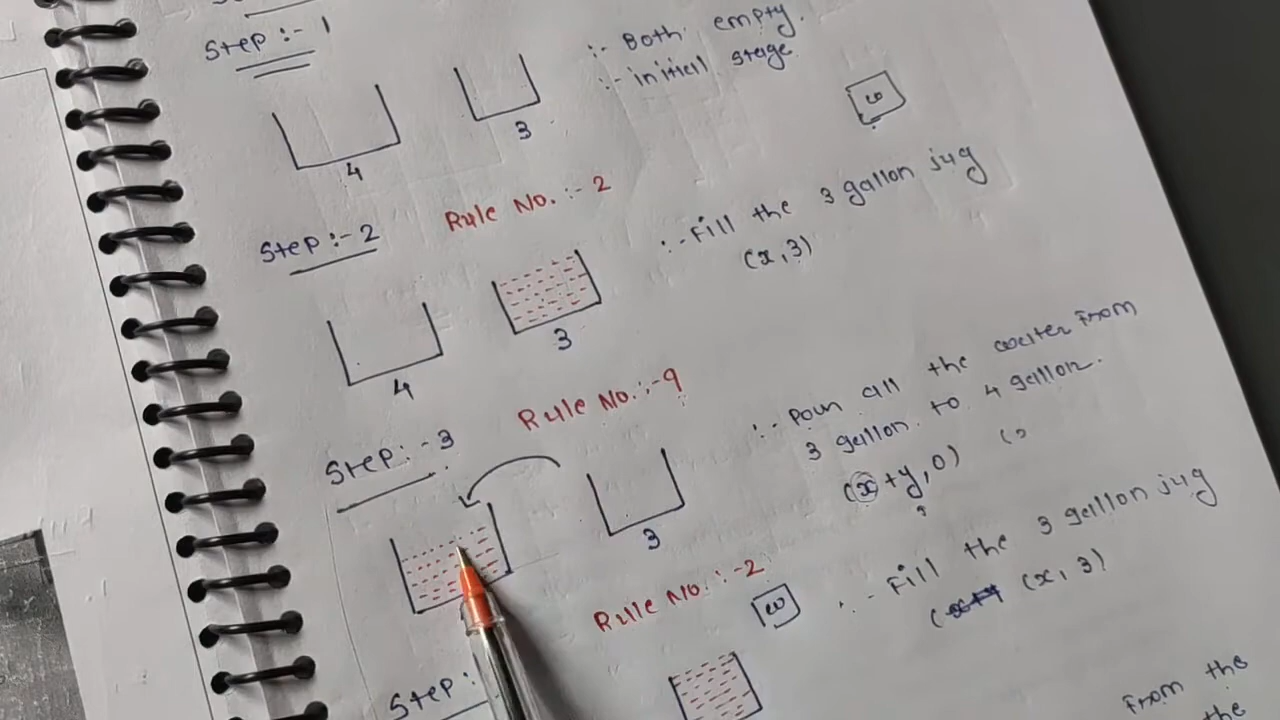 Step :- 1
:- Both empty.
:- initial stage
4
3
Rule No. :- 2
Step :- 2
:- Fill the 3 gallon jug
(x, 3)
4
3
Rule No. :- 9
Step :- 3
:- Pour all the water from
3 gallon to 4 gallon.
(x+y, 0)
3
Rule No. :- 2
:- Fill the 3 gallon jug
(x, 3)
Step :
From the
the